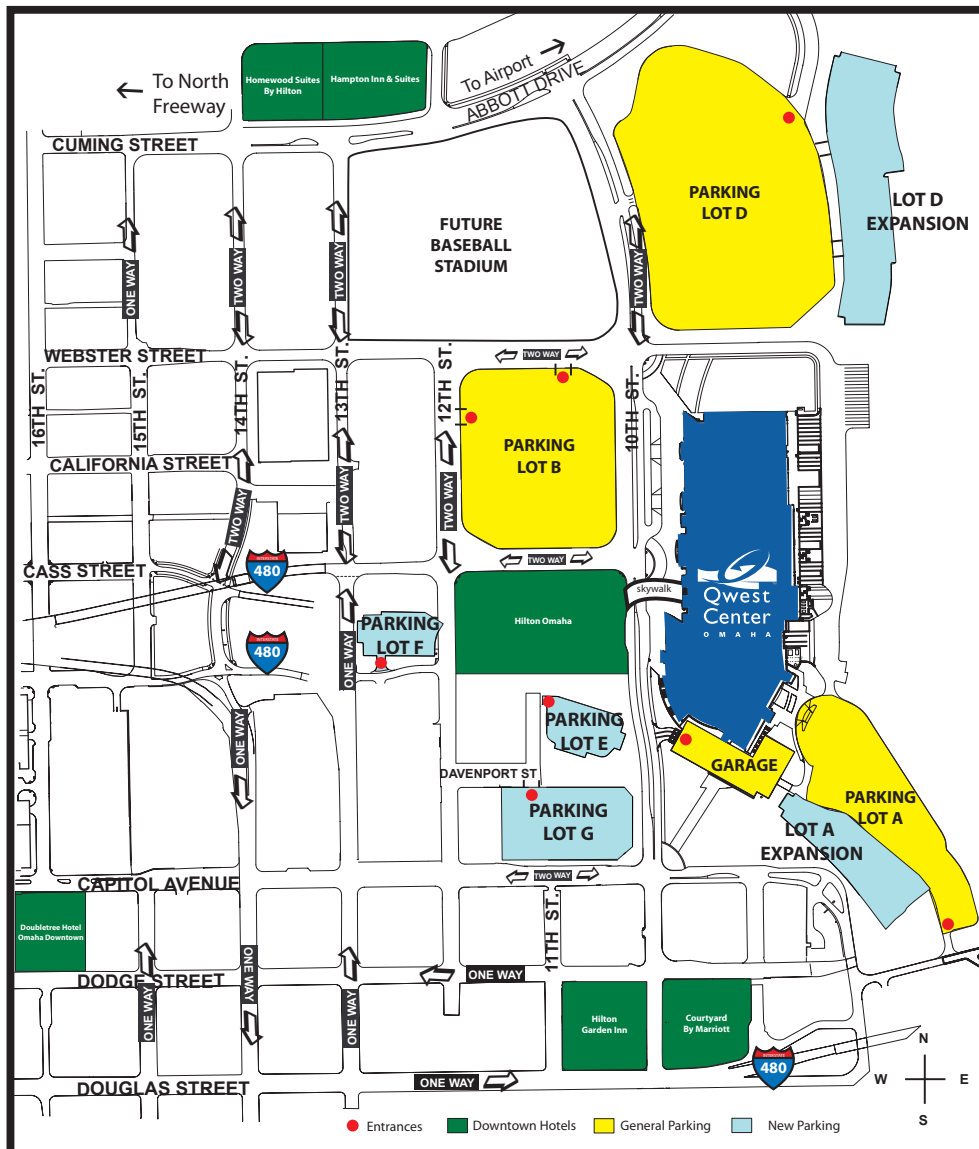 To North
Freeway
Homewood Suites
By Hilton
Hampton Inn & Suites
To Airport
ABBOTT DRIVE
CUMING STREET
PARKING
LOT D
LOT D
EXPANSION
FUTURE
BASEBALL
STADIUM
ONE WAY
TWO WAY
TWO WAY
TWO WAY
WEBSTER STREET
TWO WAY
16TH ST.
15TH ST.
14TH ST.
13TH ST.
12TH ST.
10TH ST.
PARKING
LOT B
CALIFORNIA STREET
TWO WAY
TWO WAY
TWO WAY
CASS STREET
INTERSTATE
480
TWO WAY
skywalk
Qwest
Center
OMAHA
Hilton Omaha
PARKING
LOT F
INTERSTATE
480
ONE WAY
ONE WAY
PARKING
LOT E
GARAGE
DAVENPORT ST
PARKING
LOT G
PARKING
LOT A
LOT A
EXPANSION
CAPITOL AVENUE
TWO WAY
11TH ST.
Doubletree Hotel
Omaha Downtown
DODGE STREET
ONE WAY
ONE WAY
ONE WAY
ONE WAY
Hilton
Garden Inn
Courtyard
By Marriott
INTERSTATE
480
DOUGLAS STREET
ONE WAY
N
W
E
S
Entrances
Downtown Hotels
General Parking
New Parking